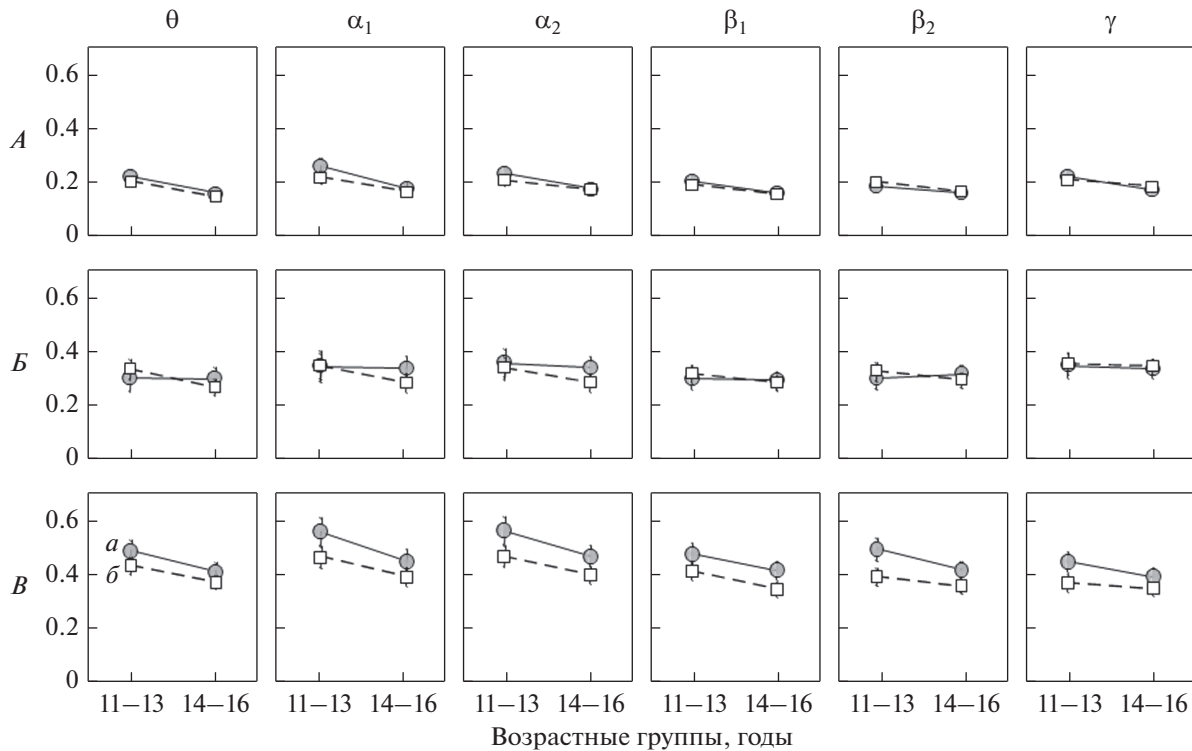 θ α1 α2 β1 β2 γ
0.6
0.4
А
0.2
0
0.6
Б
0.4
0.2
0
0.6
а
0.4
б
В
0.2
0
11–13 14–16 11–13 14–16 11–13 14–16 11–13 14–16 11–13 14–16 11–13 14–16
Возрастные группы, годы